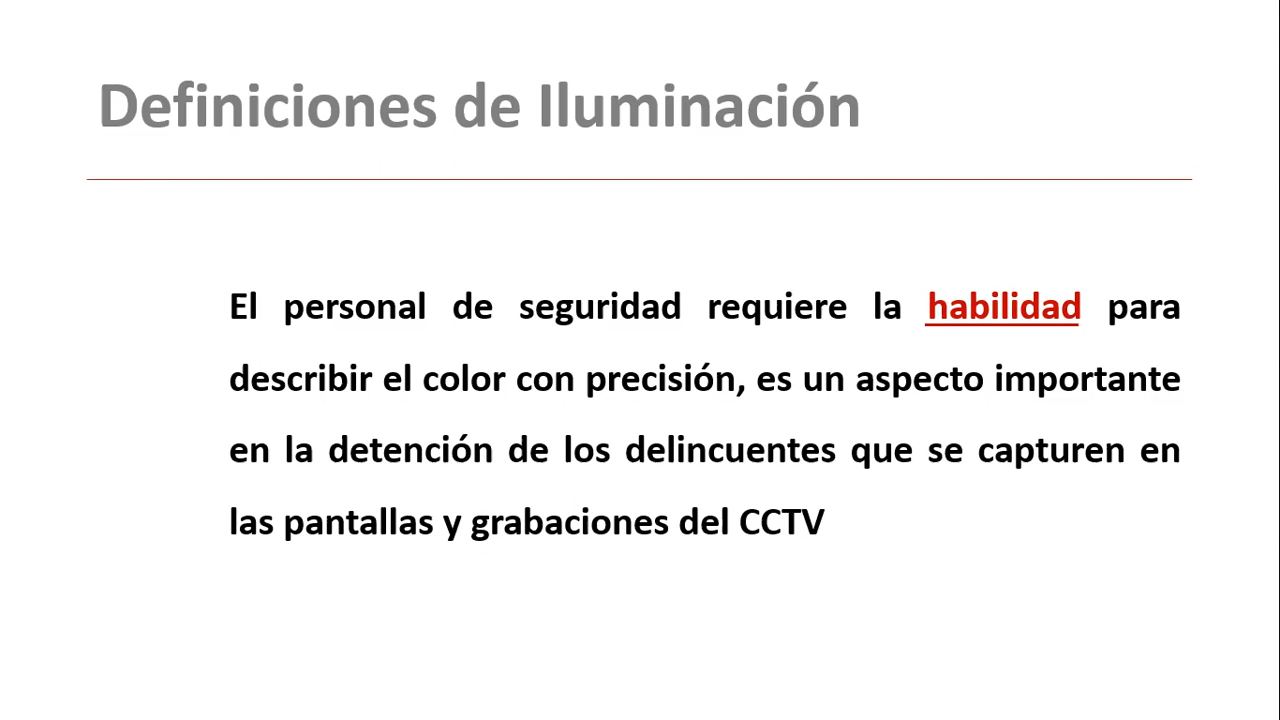 Definiciones de Iluminación
El personal de seguridad requiere la habilidad para
describir el color con precisión, es un aspecto importante
en la detención de los delincuentes que se capturen en
las pantallas y grabaciones del CCTV